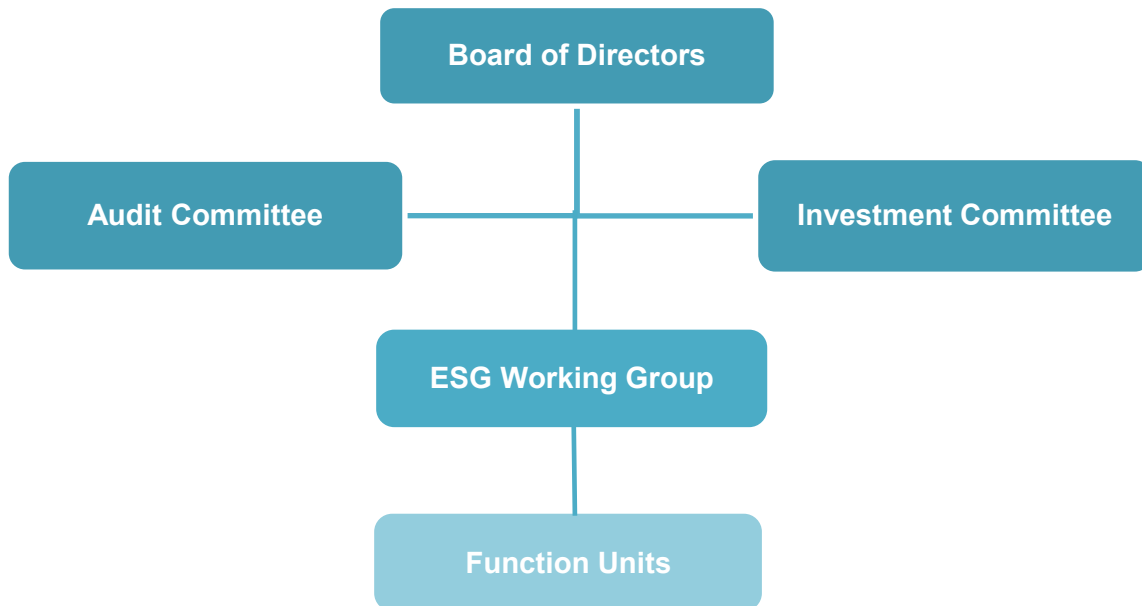 Board of Directors
Audit Committee
Investment Committee
ESG Working Group
Function Units